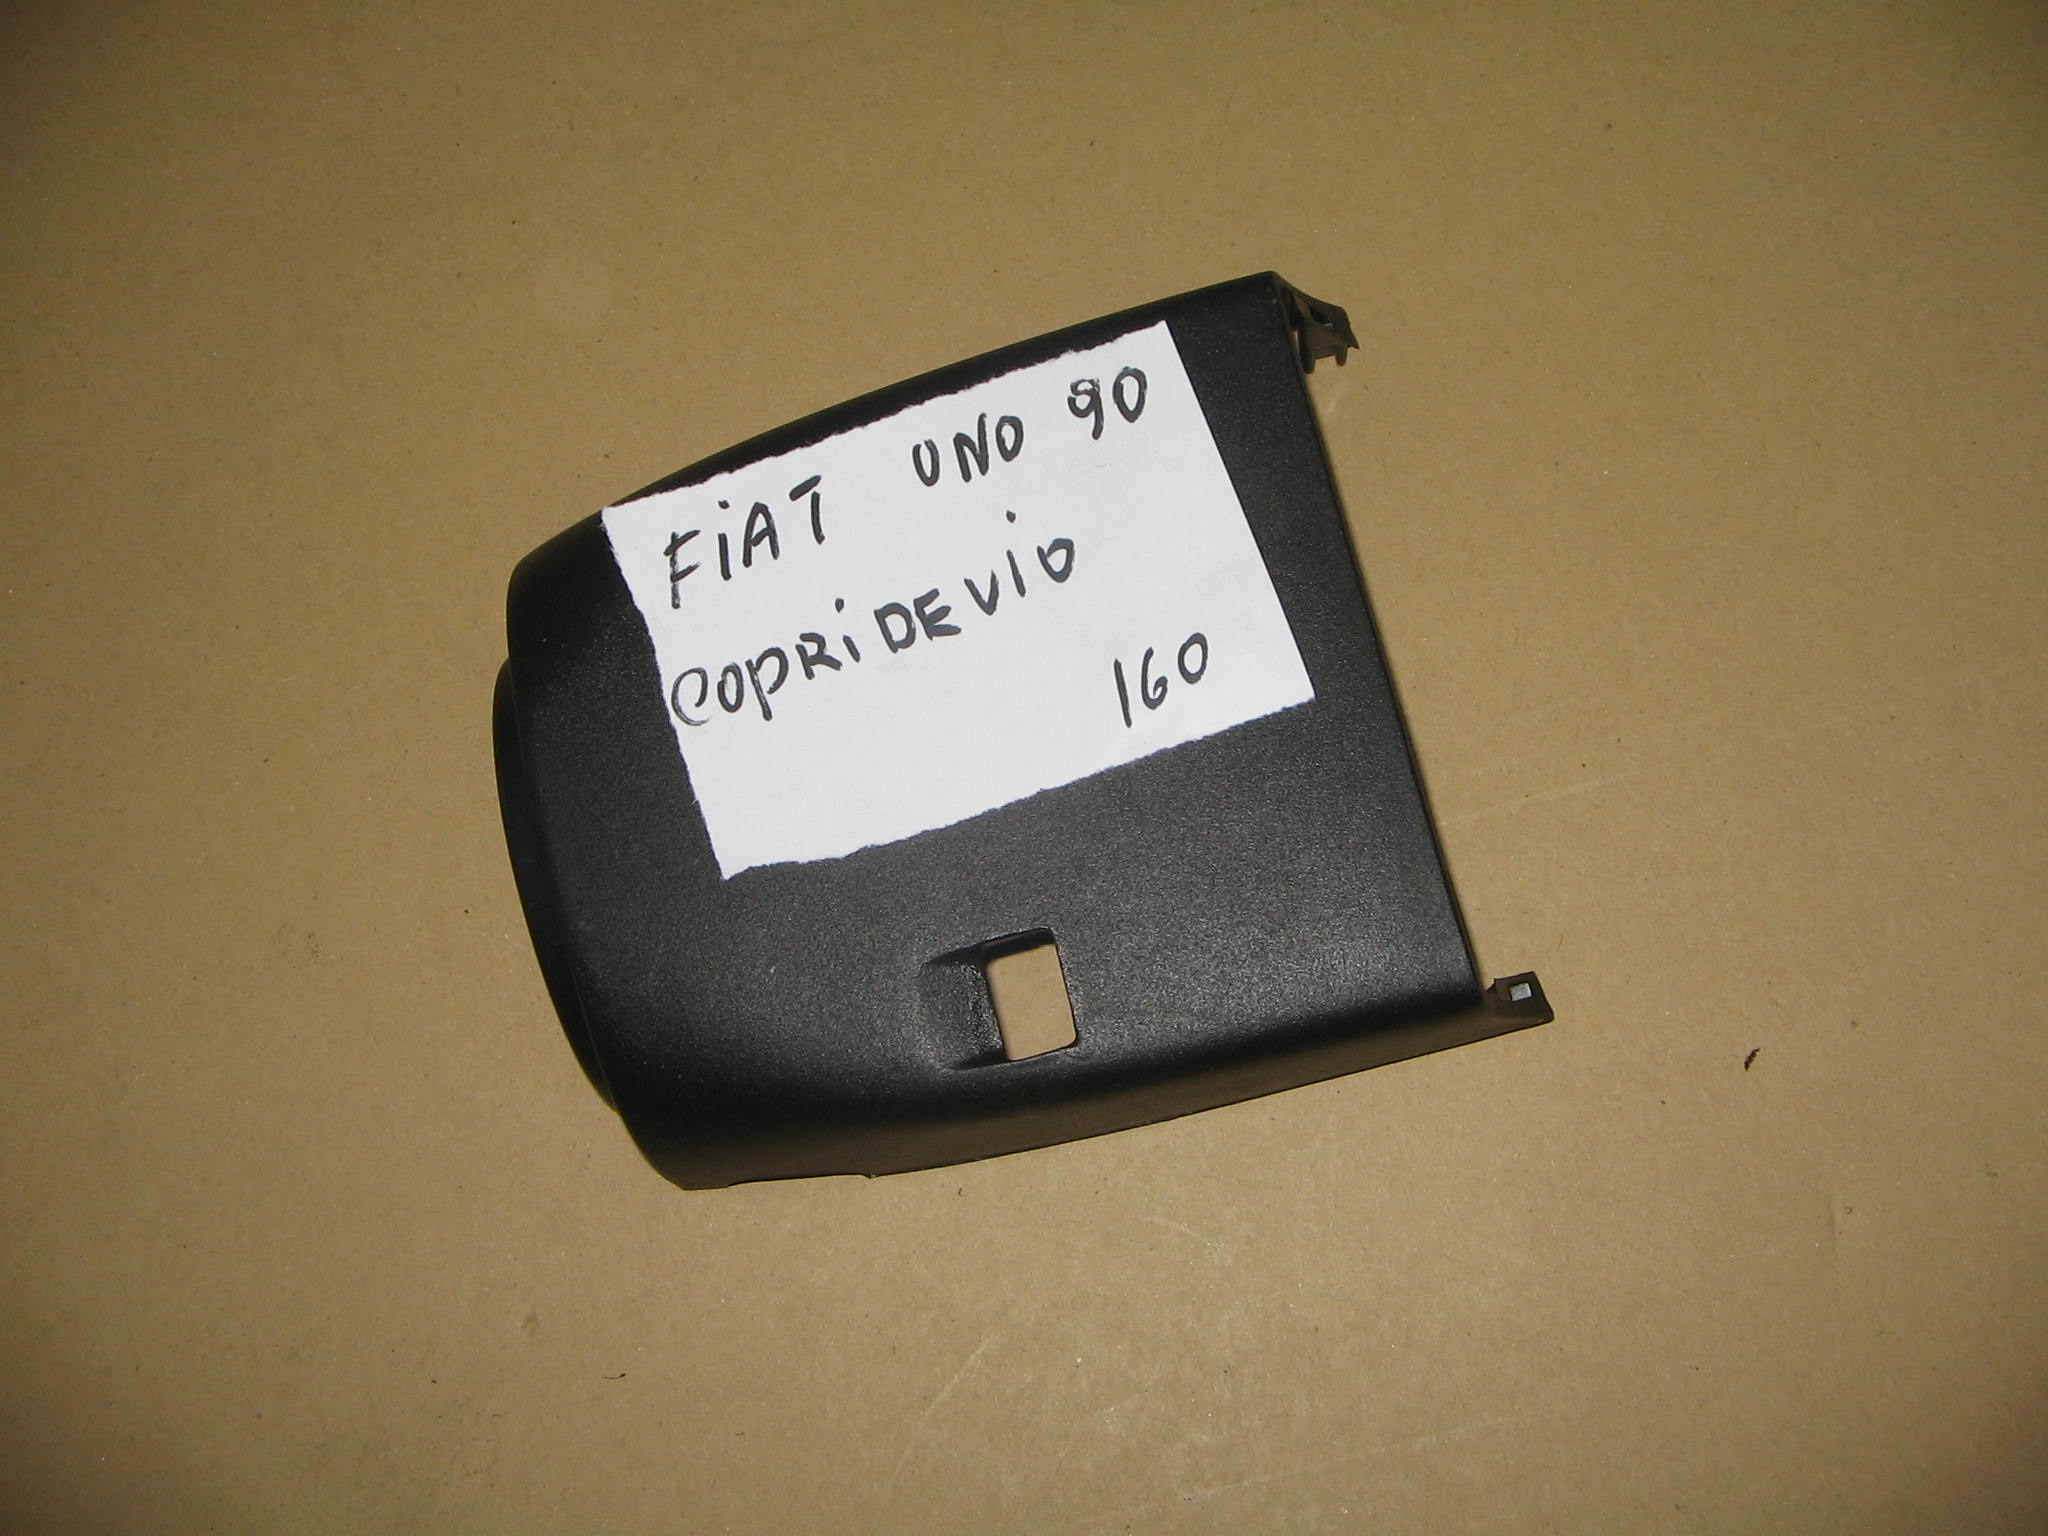 FiAT UNO 90
COPRiDEViO
160